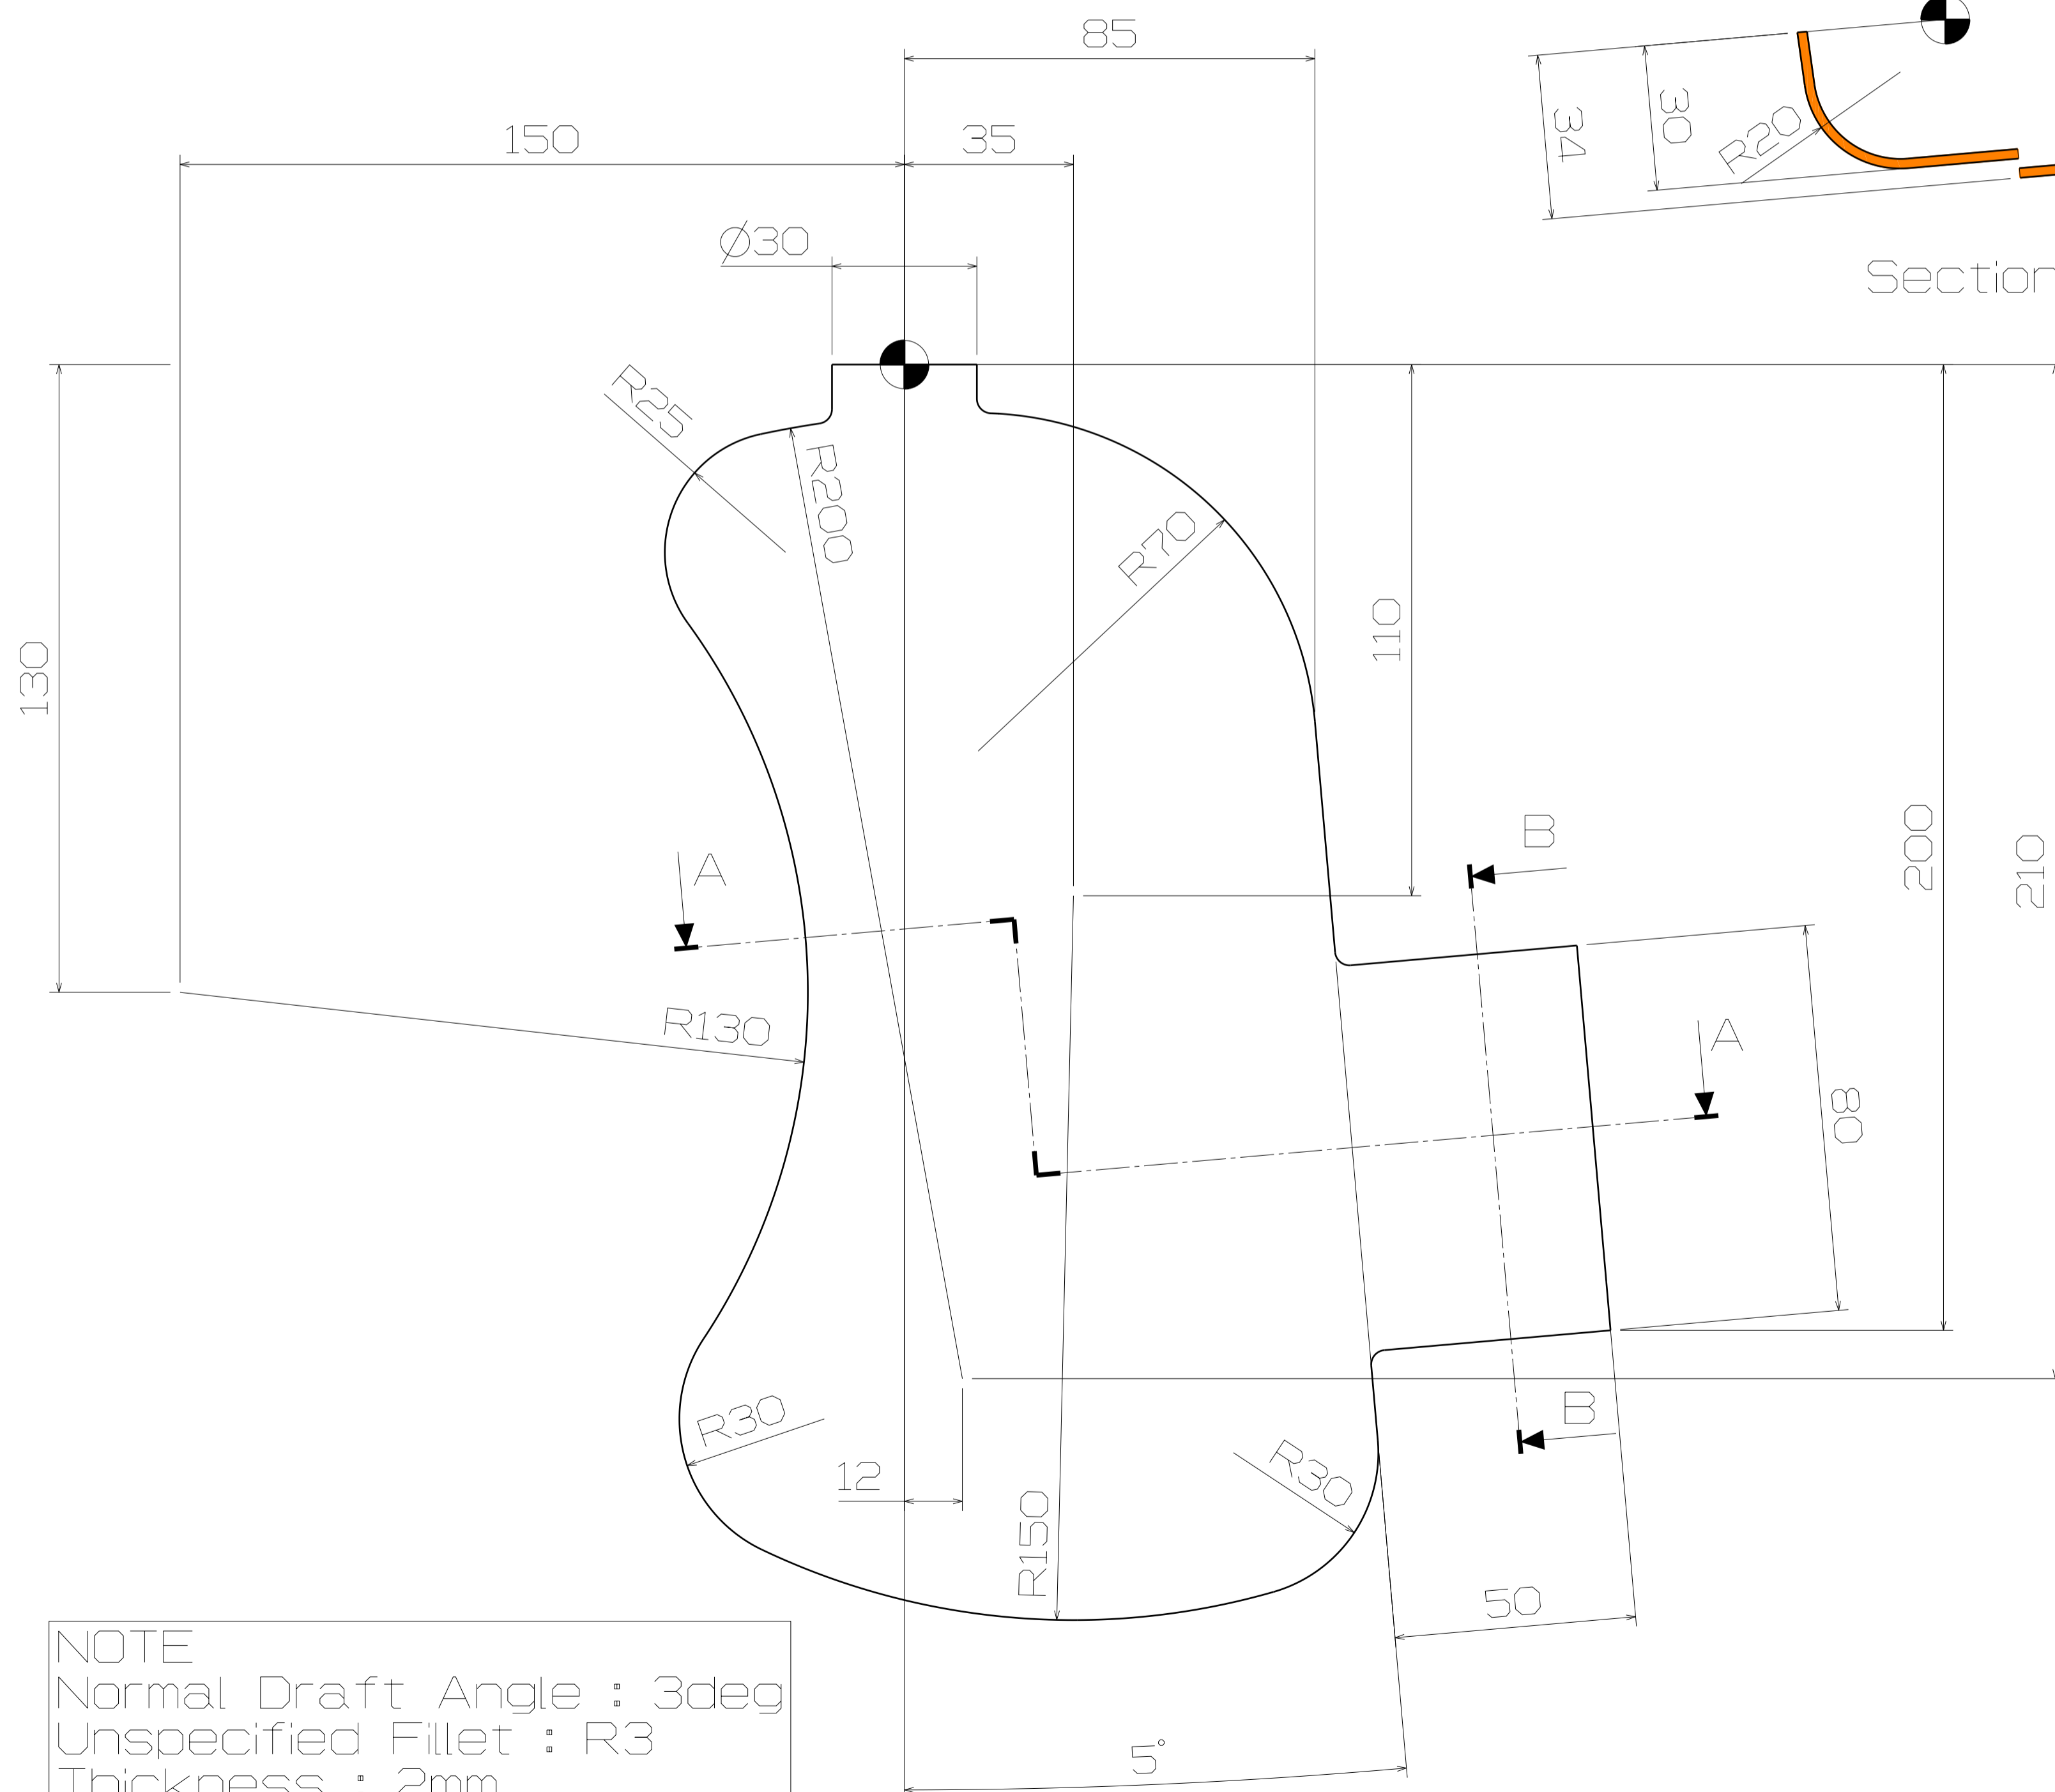 85
150
35
Ø30
34
30
R20
Section
R25
R200
R70
110
130
200
210
B
A
R130
A
80
R30
12
R150
R30
B
50
5°
NOTE
Normal Draft Angle : 3deg
Unspecified Fillet : R3
Thickness : 2mm